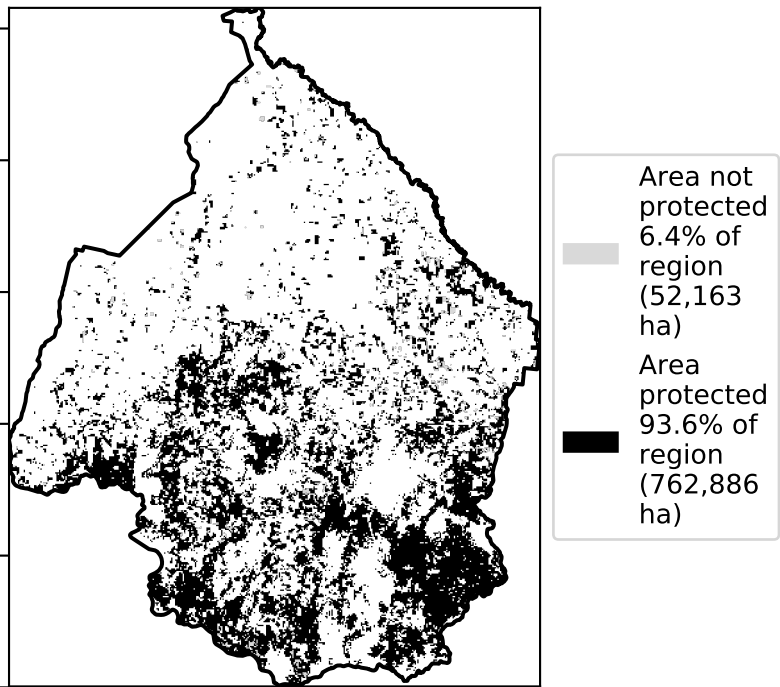 Area not
protected
6.4% of
region
(52,163
ha)
Area
protected
93.6% of
region
(762,886
ha)